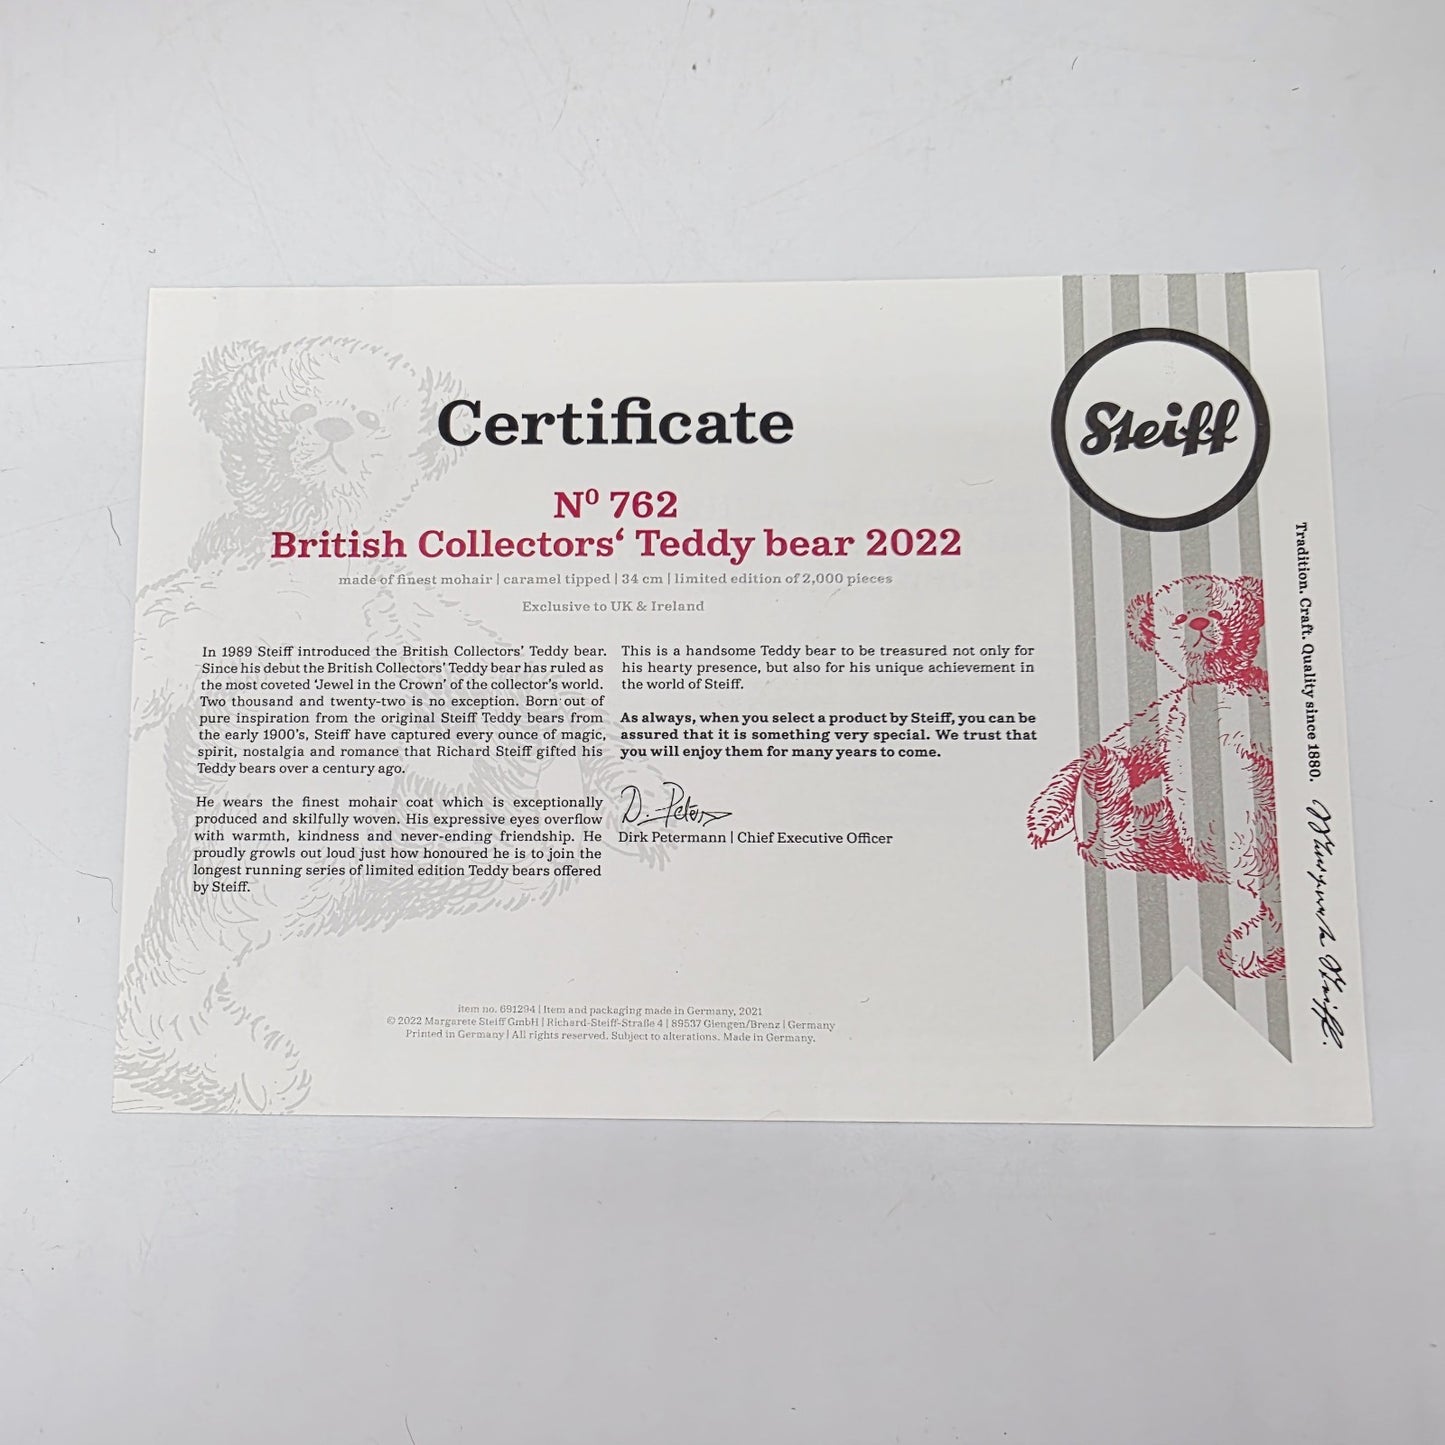 Certificate
Nº 762
British Collectors‘ Teddy bear 2022
made of finest mohair | caramel tipped | 34 cm | limited edition of 2,000 pieces
Exclusive to UK & Ireland
In 1989 Steiff introduced the British Collectors’ Teddy bear.
Since his debut the British Collectors’ Teddy bear has ruled as
the most coveted ‘Jewel in the Crown’ of the collector’s world.
Two thousand and twenty-two is no exception. Born out of
pure inspiration from the original Steiff Teddy bears from
the early 1900’s, Steiff have captured every ounce of magic,
spirit, nostalgia and romance that Richard Steiff gifted his
Teddy bears over a century ago.
He wears the finest mohair coat which is exceptionally
produced and skilfully woven. His expressive eyes overflow
with warmth, kindness and never-ending friendship. He
proudly growls out loud just how honoured he is to join the
longest running series of limited edition Teddy bears offered
by Steiff.
This is a handsome Teddy bear to be treasured not only for
his hearty presence, but also for his unique achievement in
the world of Steiff.
As always, when you select a product by Steiff, you can be
assured that it is something very special. We trust that
you will enjoy them for many years to come.
D. Peterm
Dirk Petermann | Chief Executive Officer
item no. 691294 | Item and packaging made in Germany, 2021
© 2022 Margarete Steiff GmbH | Richard-Steiff-Straße 4 | 89537 Giengen/Brenz | Germany
Printed in Germany | All rights reserved. Subject to alterations. Made in Germany.
Steiff
Tradition. Craft. Quality since 1880.
Margarete Steiff.